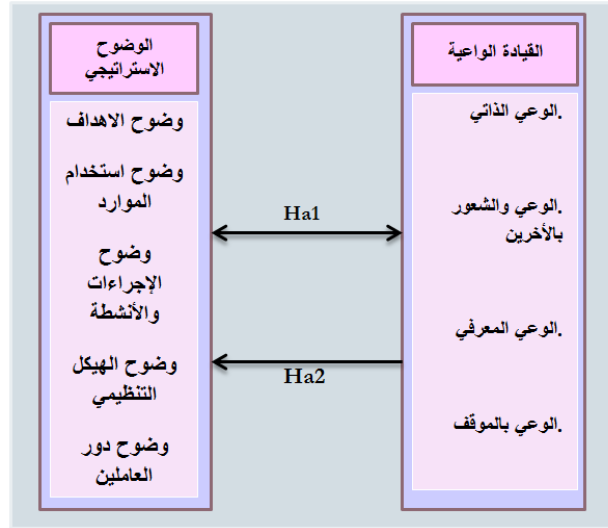 القيادة الواعية
.الوعي الذاتي
.الوعي والشعور
بالأخرين
.الوعي المعرفي
.الوعي بالموقف
Ha1
Ha2
الوضوح
الاستراتيجي
وضوح الاهداف
وضوح استخدام
الموارد
وضوح
الإجراءات
والأنشطة
وضوح الهيكل
التنظيمي
وضوح دور
العاملين